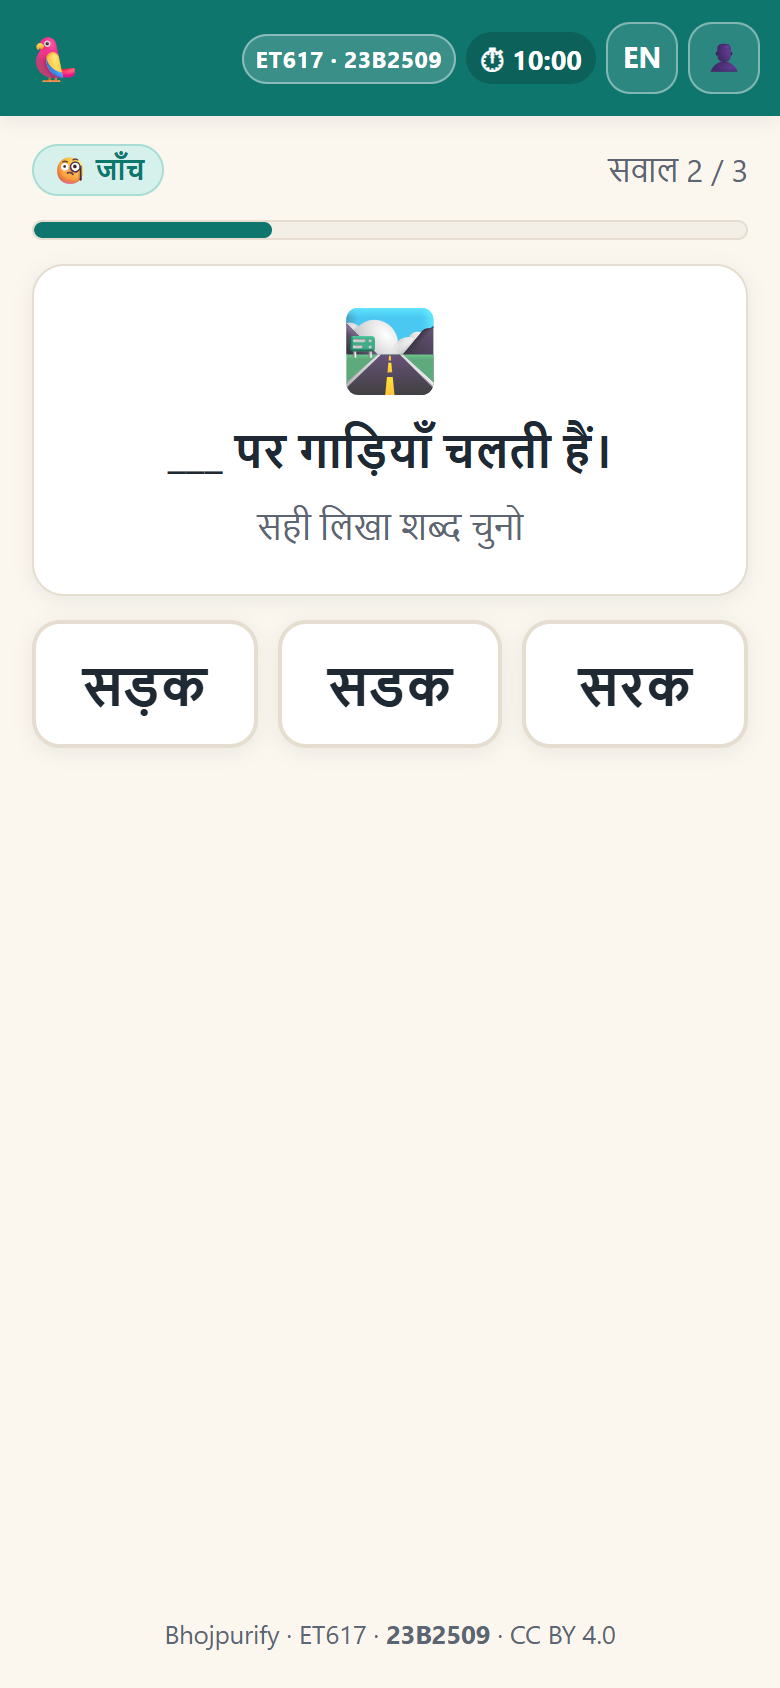 ET617 · 23B2509
10:00
EN
जाँच
सवाल 2 / 3
___ पर गाड़ियाँ चलती हैं।
सही लिखा शब्द चुनो
सड़क
सडक
सरक
Bhojpurify · ET617 · 23B2509 · CC BY 4.0